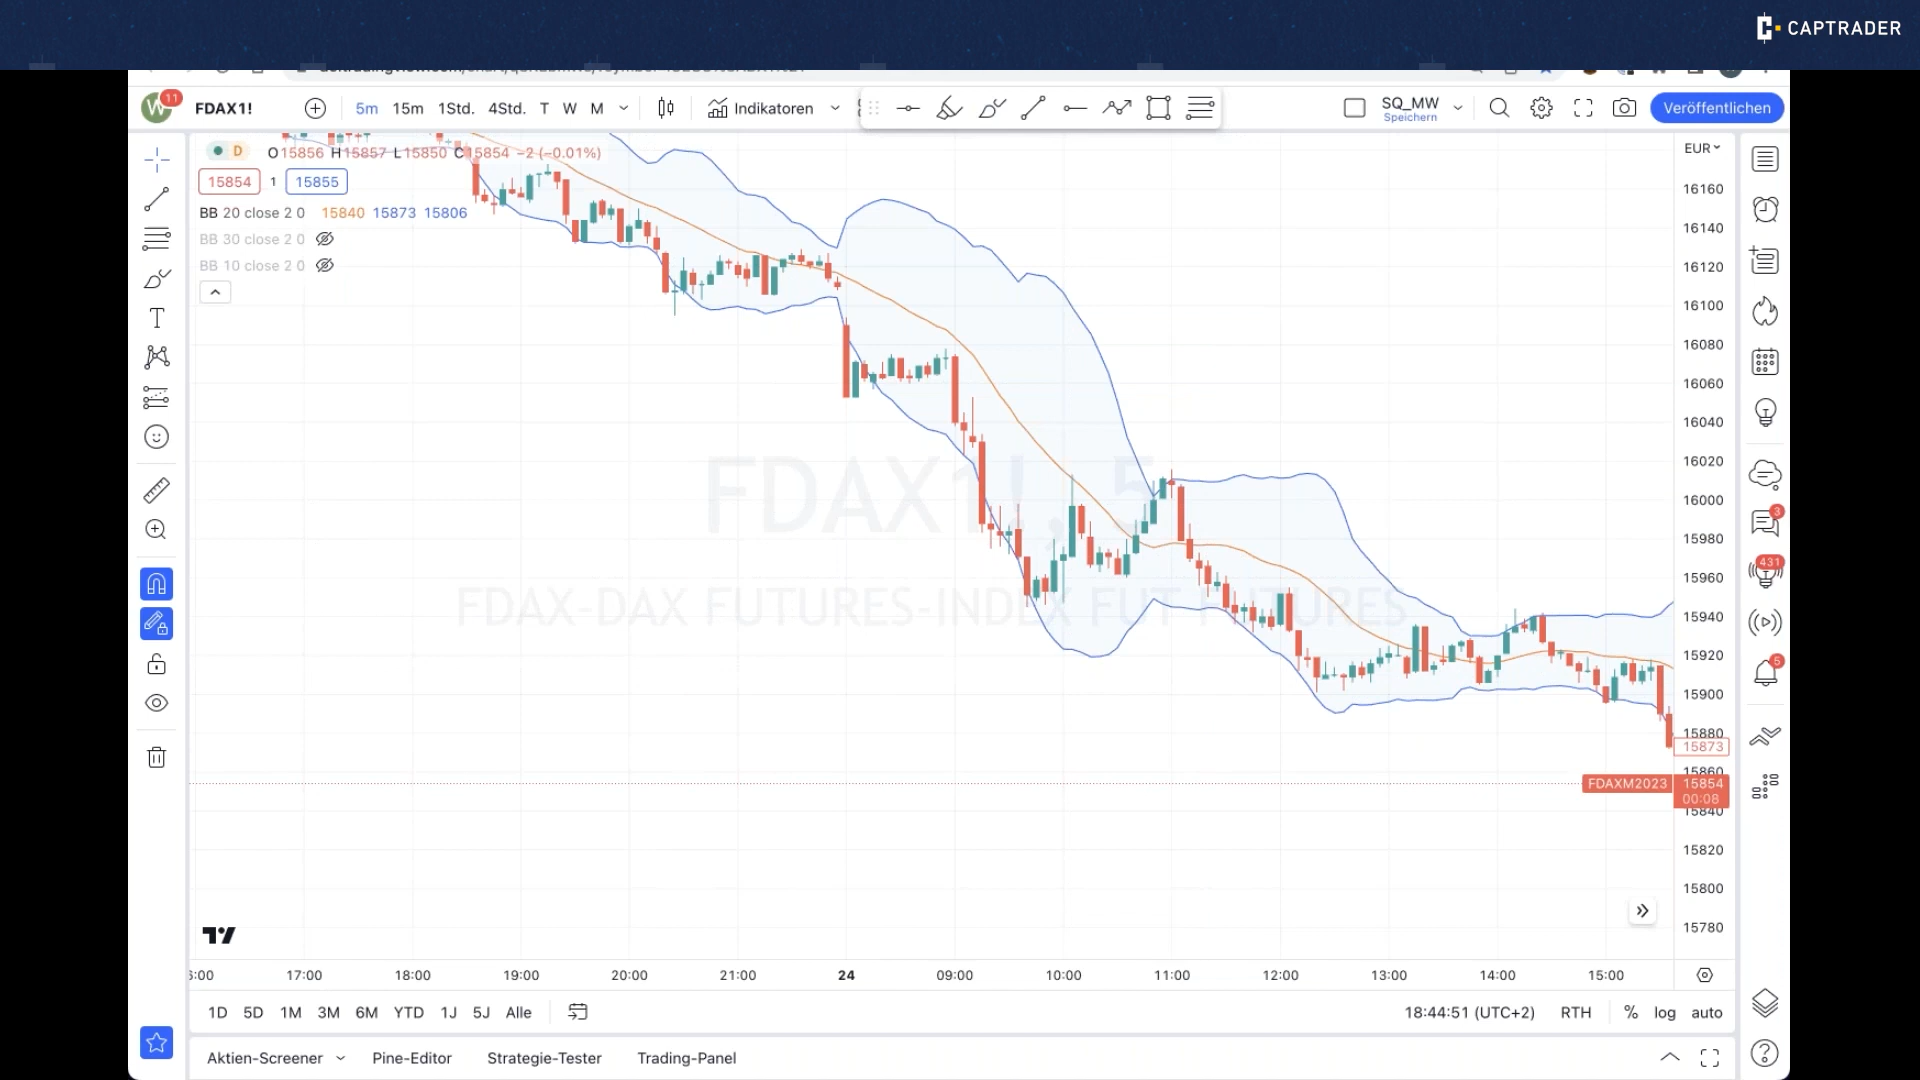 CAPTRADER
W 11 FDAX1! 5m 15m 1Std. 4Std. T W M Indikatoren SQ_MW Speichern Veröffentlichen
D O15856 H15857 L15850 C15854 −2 (−0.01%)
15854 1 15855
BB 20 close 2 0 15840 15873 15806
BB 30 close 2 0
BB 10 close 2 0
FDAX1!, 5
FDAX-DAX FUTURES-INDEX FUT FUTURES
EUR
16160
16140
16120
16100
16080
16060
16040
16020
16000
15980
15960
15940
15920
15900
15880
15873
15860
FDAXM2023 15854
00:08
15840
15820
15800
15780
3
431
5
17:00 18:00 19:00 20:00 21:00 24 09:00 10:00 11:00 12:00 13:00 14:00 15:00
1D 5D 1M 3M 6M YTD 1J 5J Alle 18:44:51 (UTC+2) RTH % log auto
Aktien-Screener Pine-Editor Strategie-Tester Trading-Panel